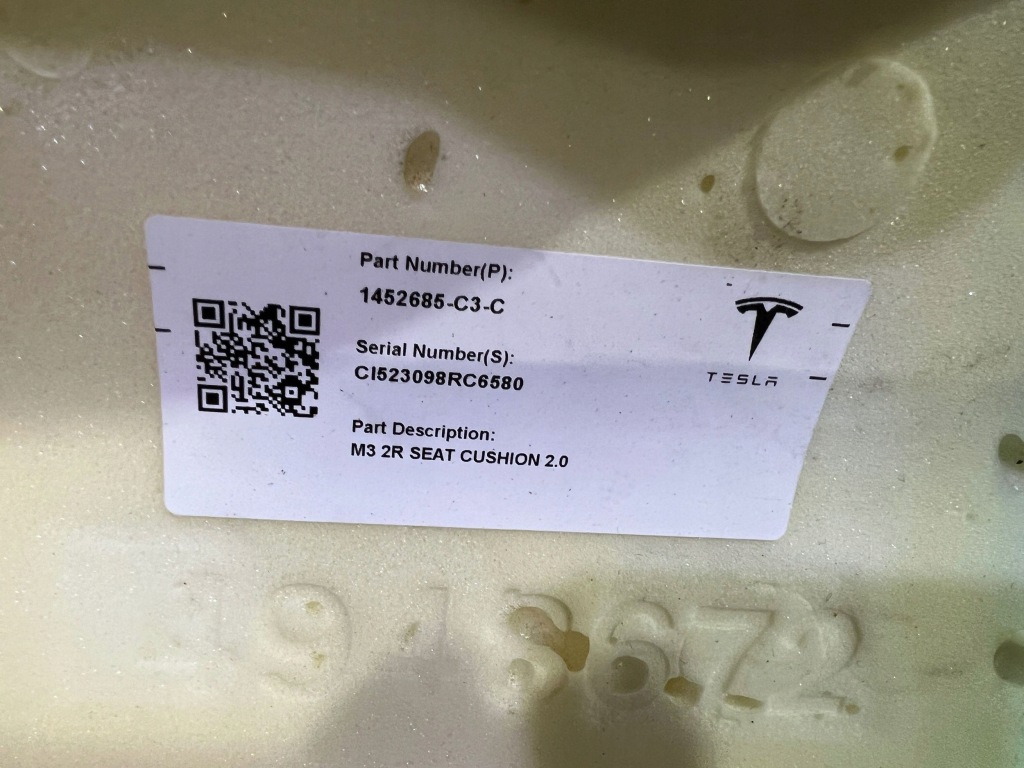 Part Number(P):
1452685-C3-C
Serial Number(S):
CI523098RC6580
Part Description:
M3 2R SEAT CUSHION 2.0
TESLA